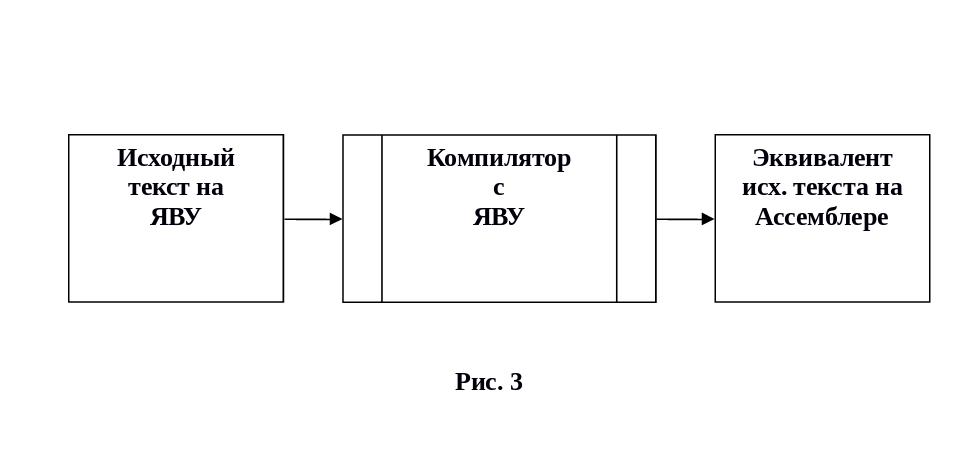 Исходный
текст на
ЯВУ
Компилятор
с
ЯВУ
Эквивалент
исх. текста на
Ассемблере
Рис. 3